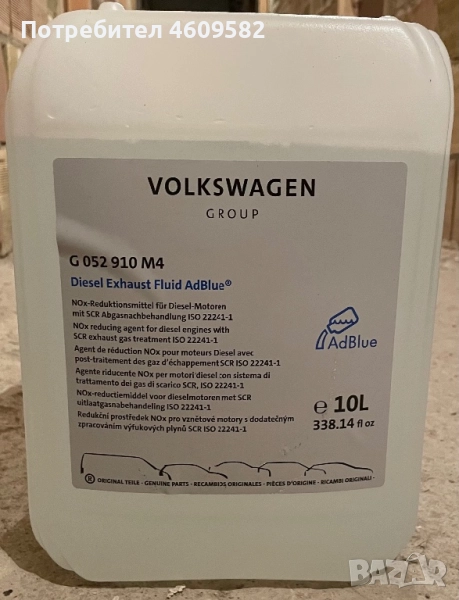 Потребител 4609582
VOLKSWAGEN
GROUP
G 052 910 M4
Diesel Exhaust Fluid AdBlue®
NOx-Reduktionsmittel für Diesel-Motoren
mit SCR Abgasnachbehandlung ISO 22241-1
NOx reducing agent for diesel engines with
SCR exhaust gas treatment ISO 22241-1
Agent de réduction NOx pour moteurs Diesel avec
post-traitement des gaz d'échappement SCR ISO 22241-1
Agente riducente NOx per motori diesel con sistema di
trattamento dei gas di scarico SCR, ISO 22241-1
NOx-reductiemiddel voor dieselmotoren met SCR
uitlaatgasnabehandeling ISO 22241-1
Redukční prostředek NOx pro vznětové motory s dodatečným
zpracováním výfukových plynů SCR ISO 22241-1
AdBlue
e 10L
338.14 fl oz
® ORIGINAL TEILE - GENUINE PARTS - RECAMBIOS ORIGINALES - PIÈCES D'ORIGINE - RICAMBI ORIGINALI -
BAZAR